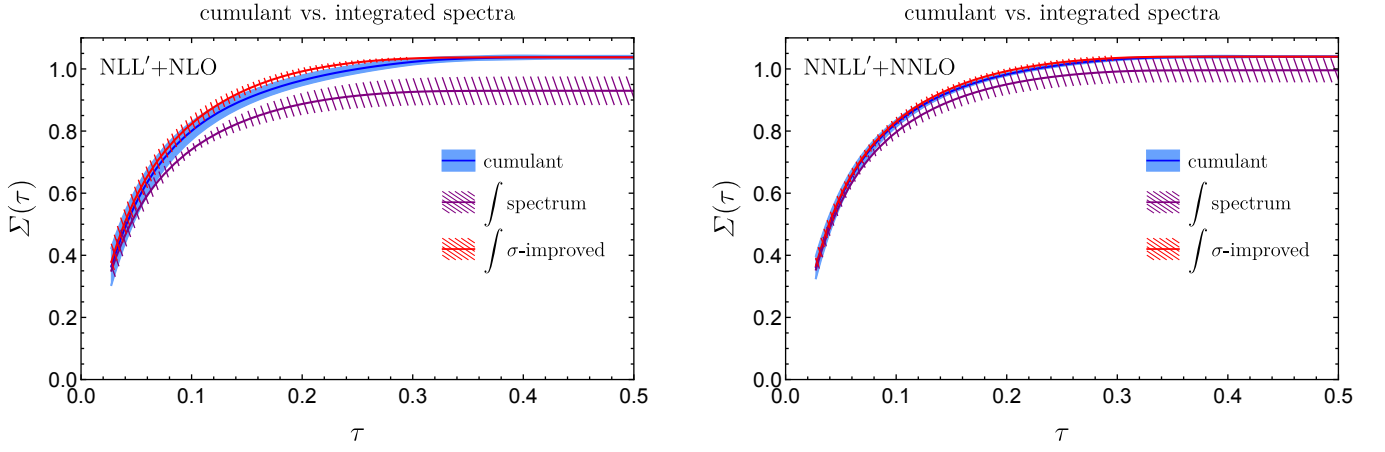 cumulant vs. integrated spectra
NLL′+NLO
Σ(τ)
1.0
0.8
0.6
0.4
0.2
0.0
cumulant
∫ spectrum
∫ σ-improved
0.0 0.1 0.2 0.3 0.4 0.5
τ
cumulant vs. integrated spectra
NNLL′+NNLO
Σ(τ)
1.0
0.8
0.6
0.4
0.2
0.0
cumulant
∫ spectrum
∫ σ-improved
0.0 0.1 0.2 0.3 0.4 0.5
τ